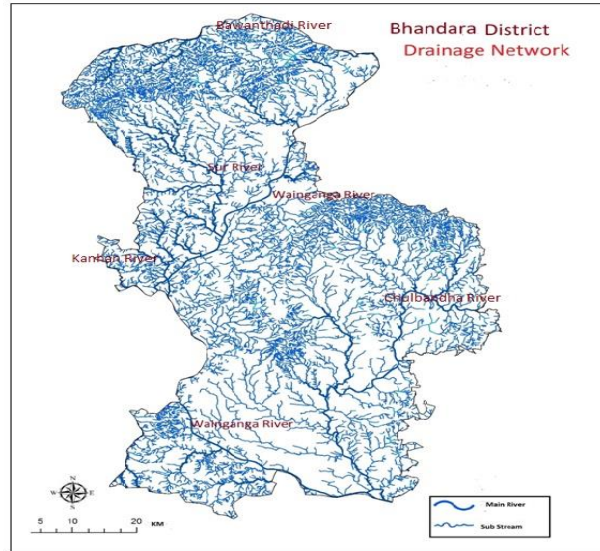 Bawanthadi River
Bhandara District
Drainage Network
Sur River
Wainganga River
Kanhan River
Chulbandha River
Wainganga River
N
W E
S
5 10 20 KM
Main River
Sub Stream